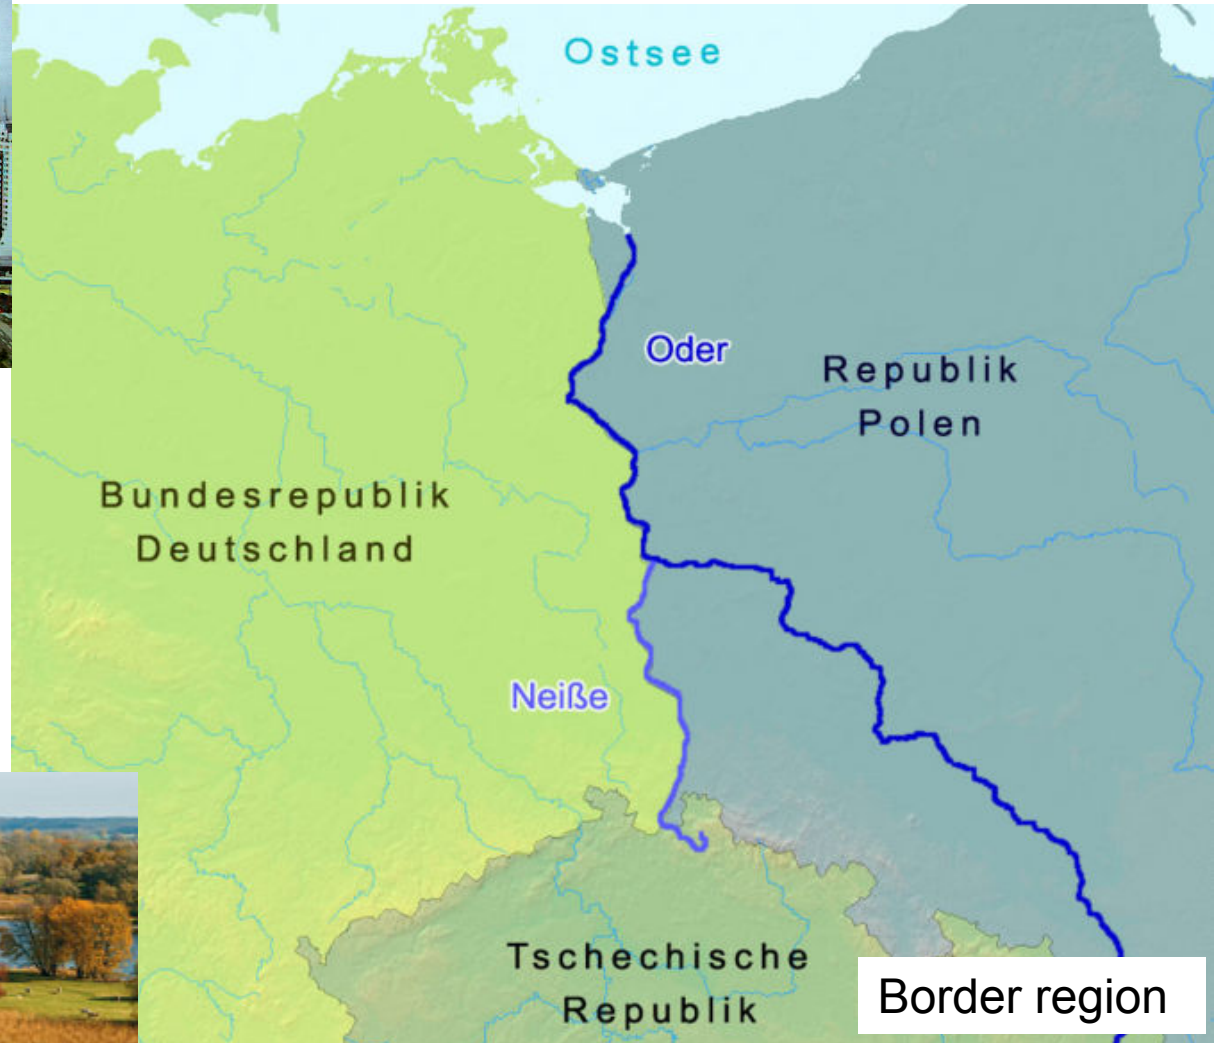 Ostsee
Oder
Republik
Polen
Bundesrepublik
Deutschland
Neiße
Tschechische
Republik
Border region